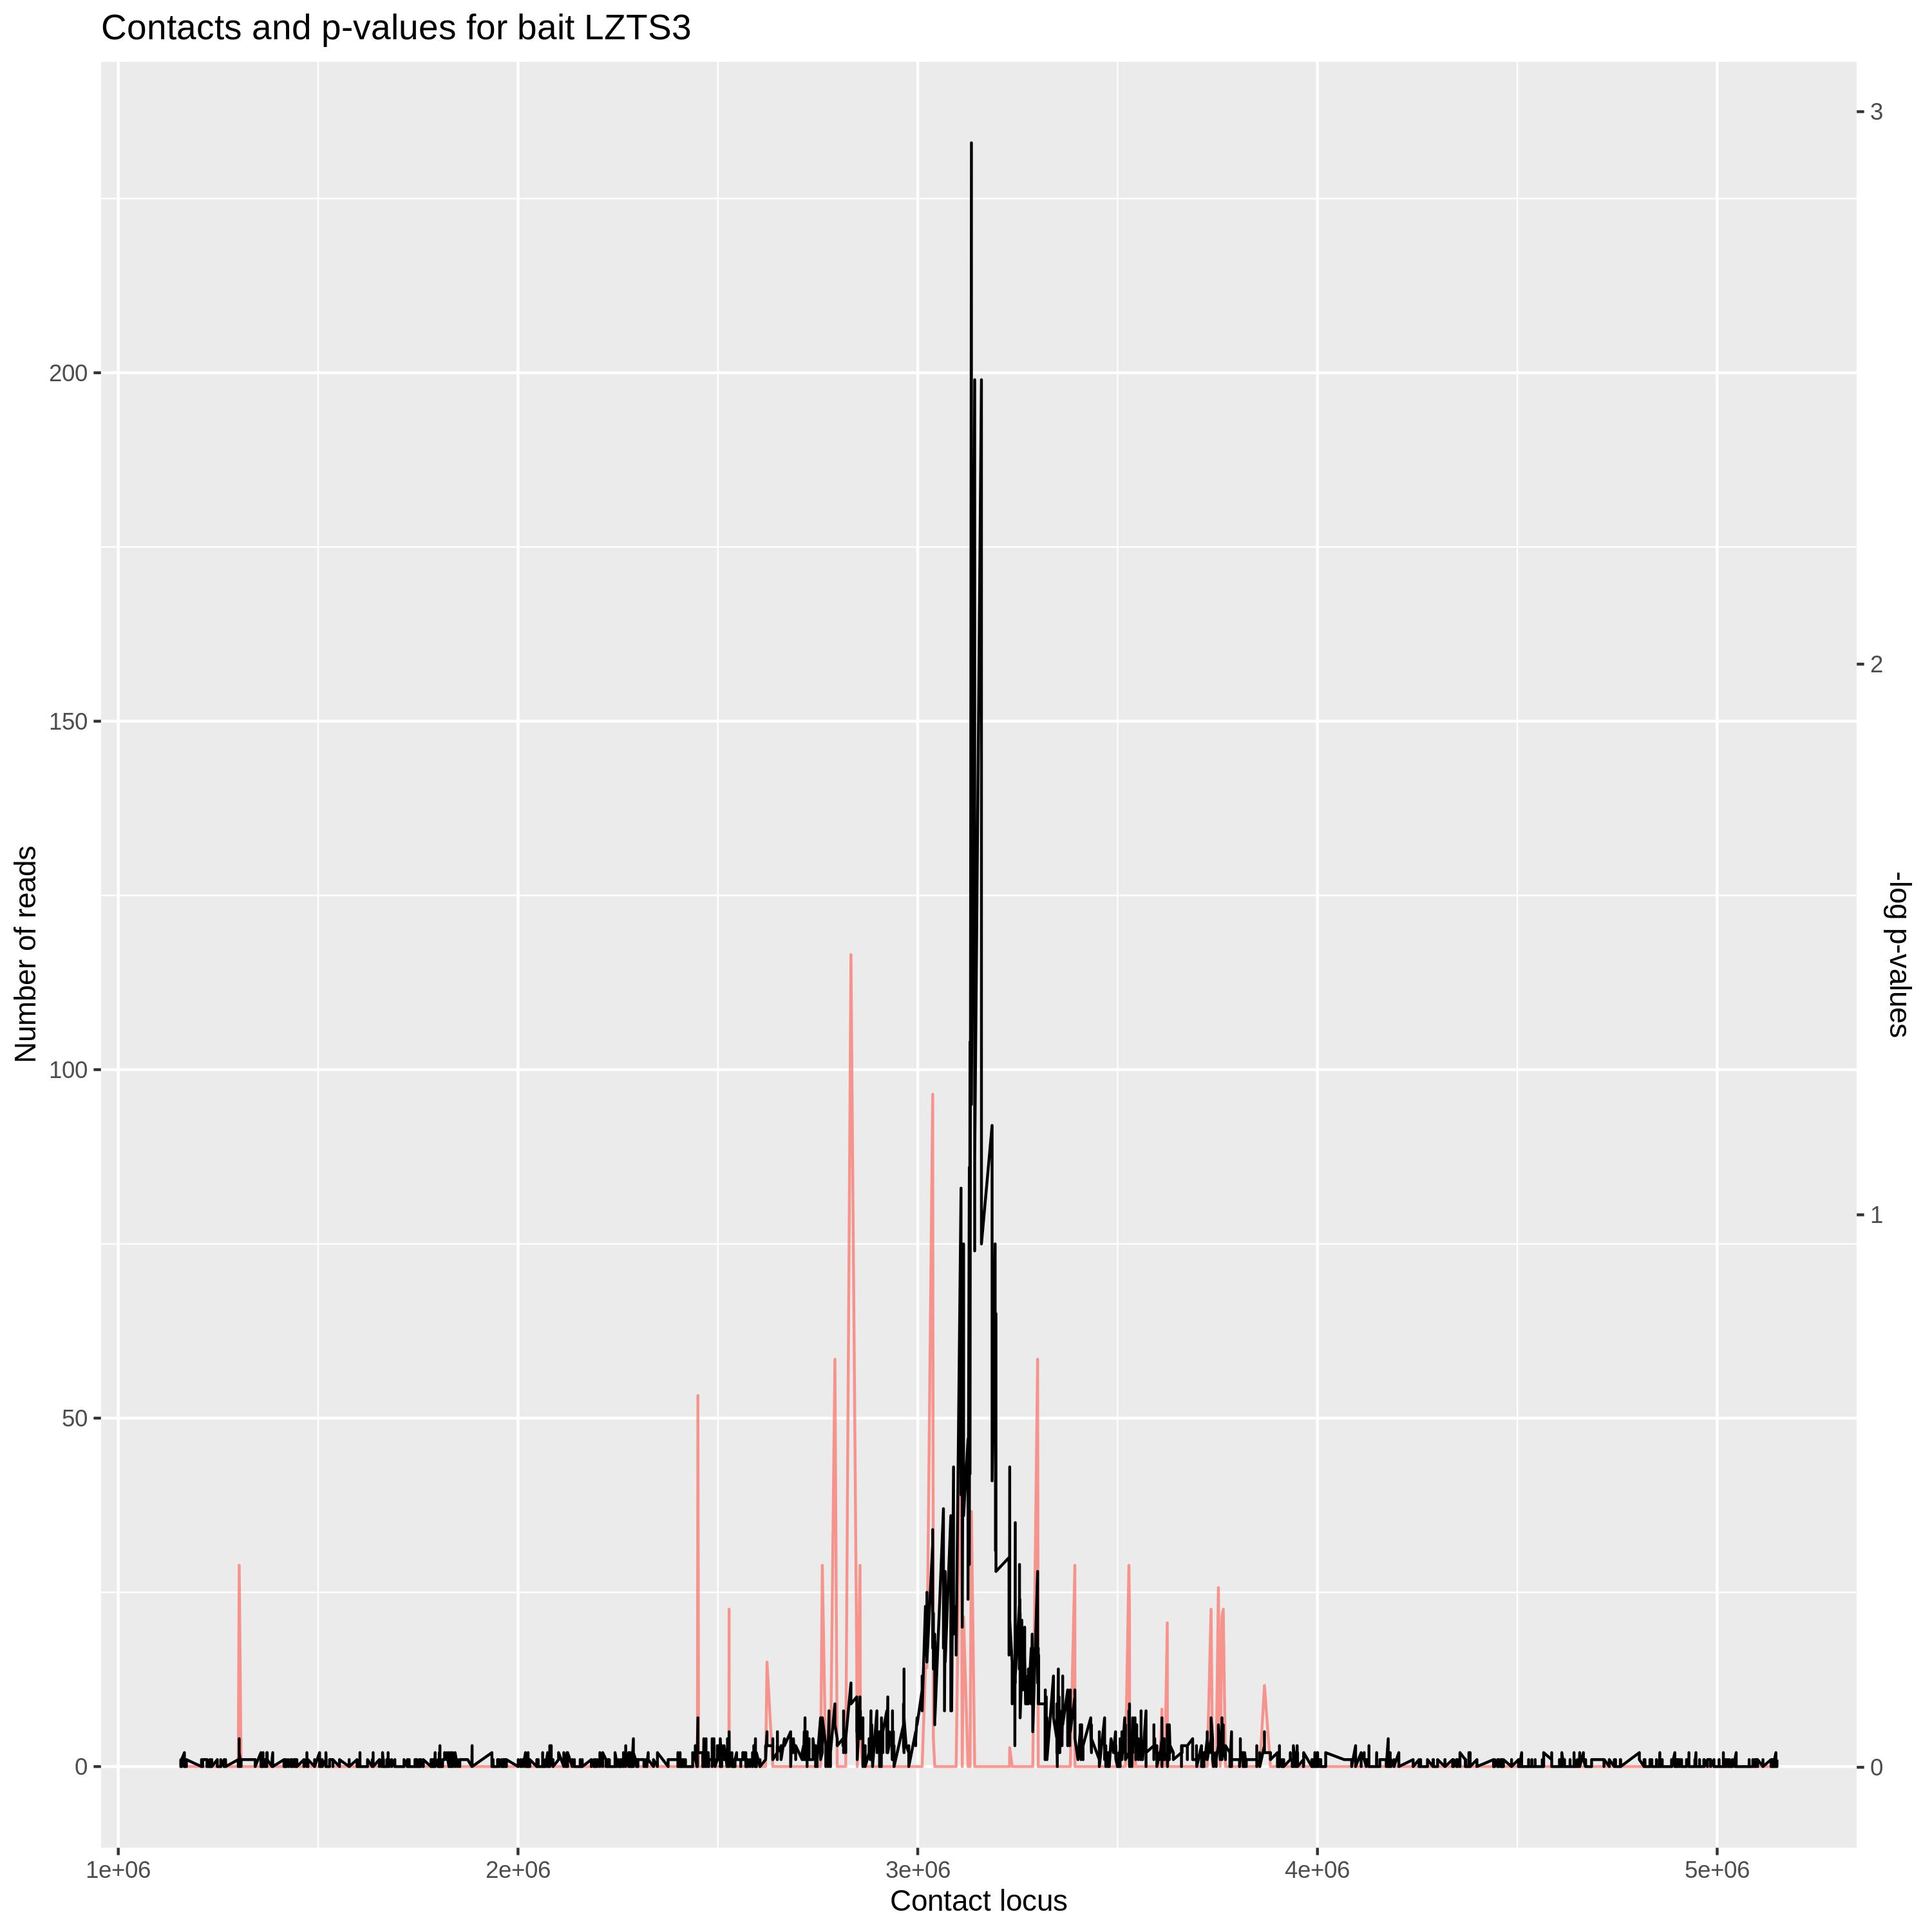 Contacts and p-values for bait LZTS3
3
200
2
150
Number of reads
-log p-values
100
1
50
0
0
1e+06
2e+06
3e+06
4e+06
5e+06
Contact locus